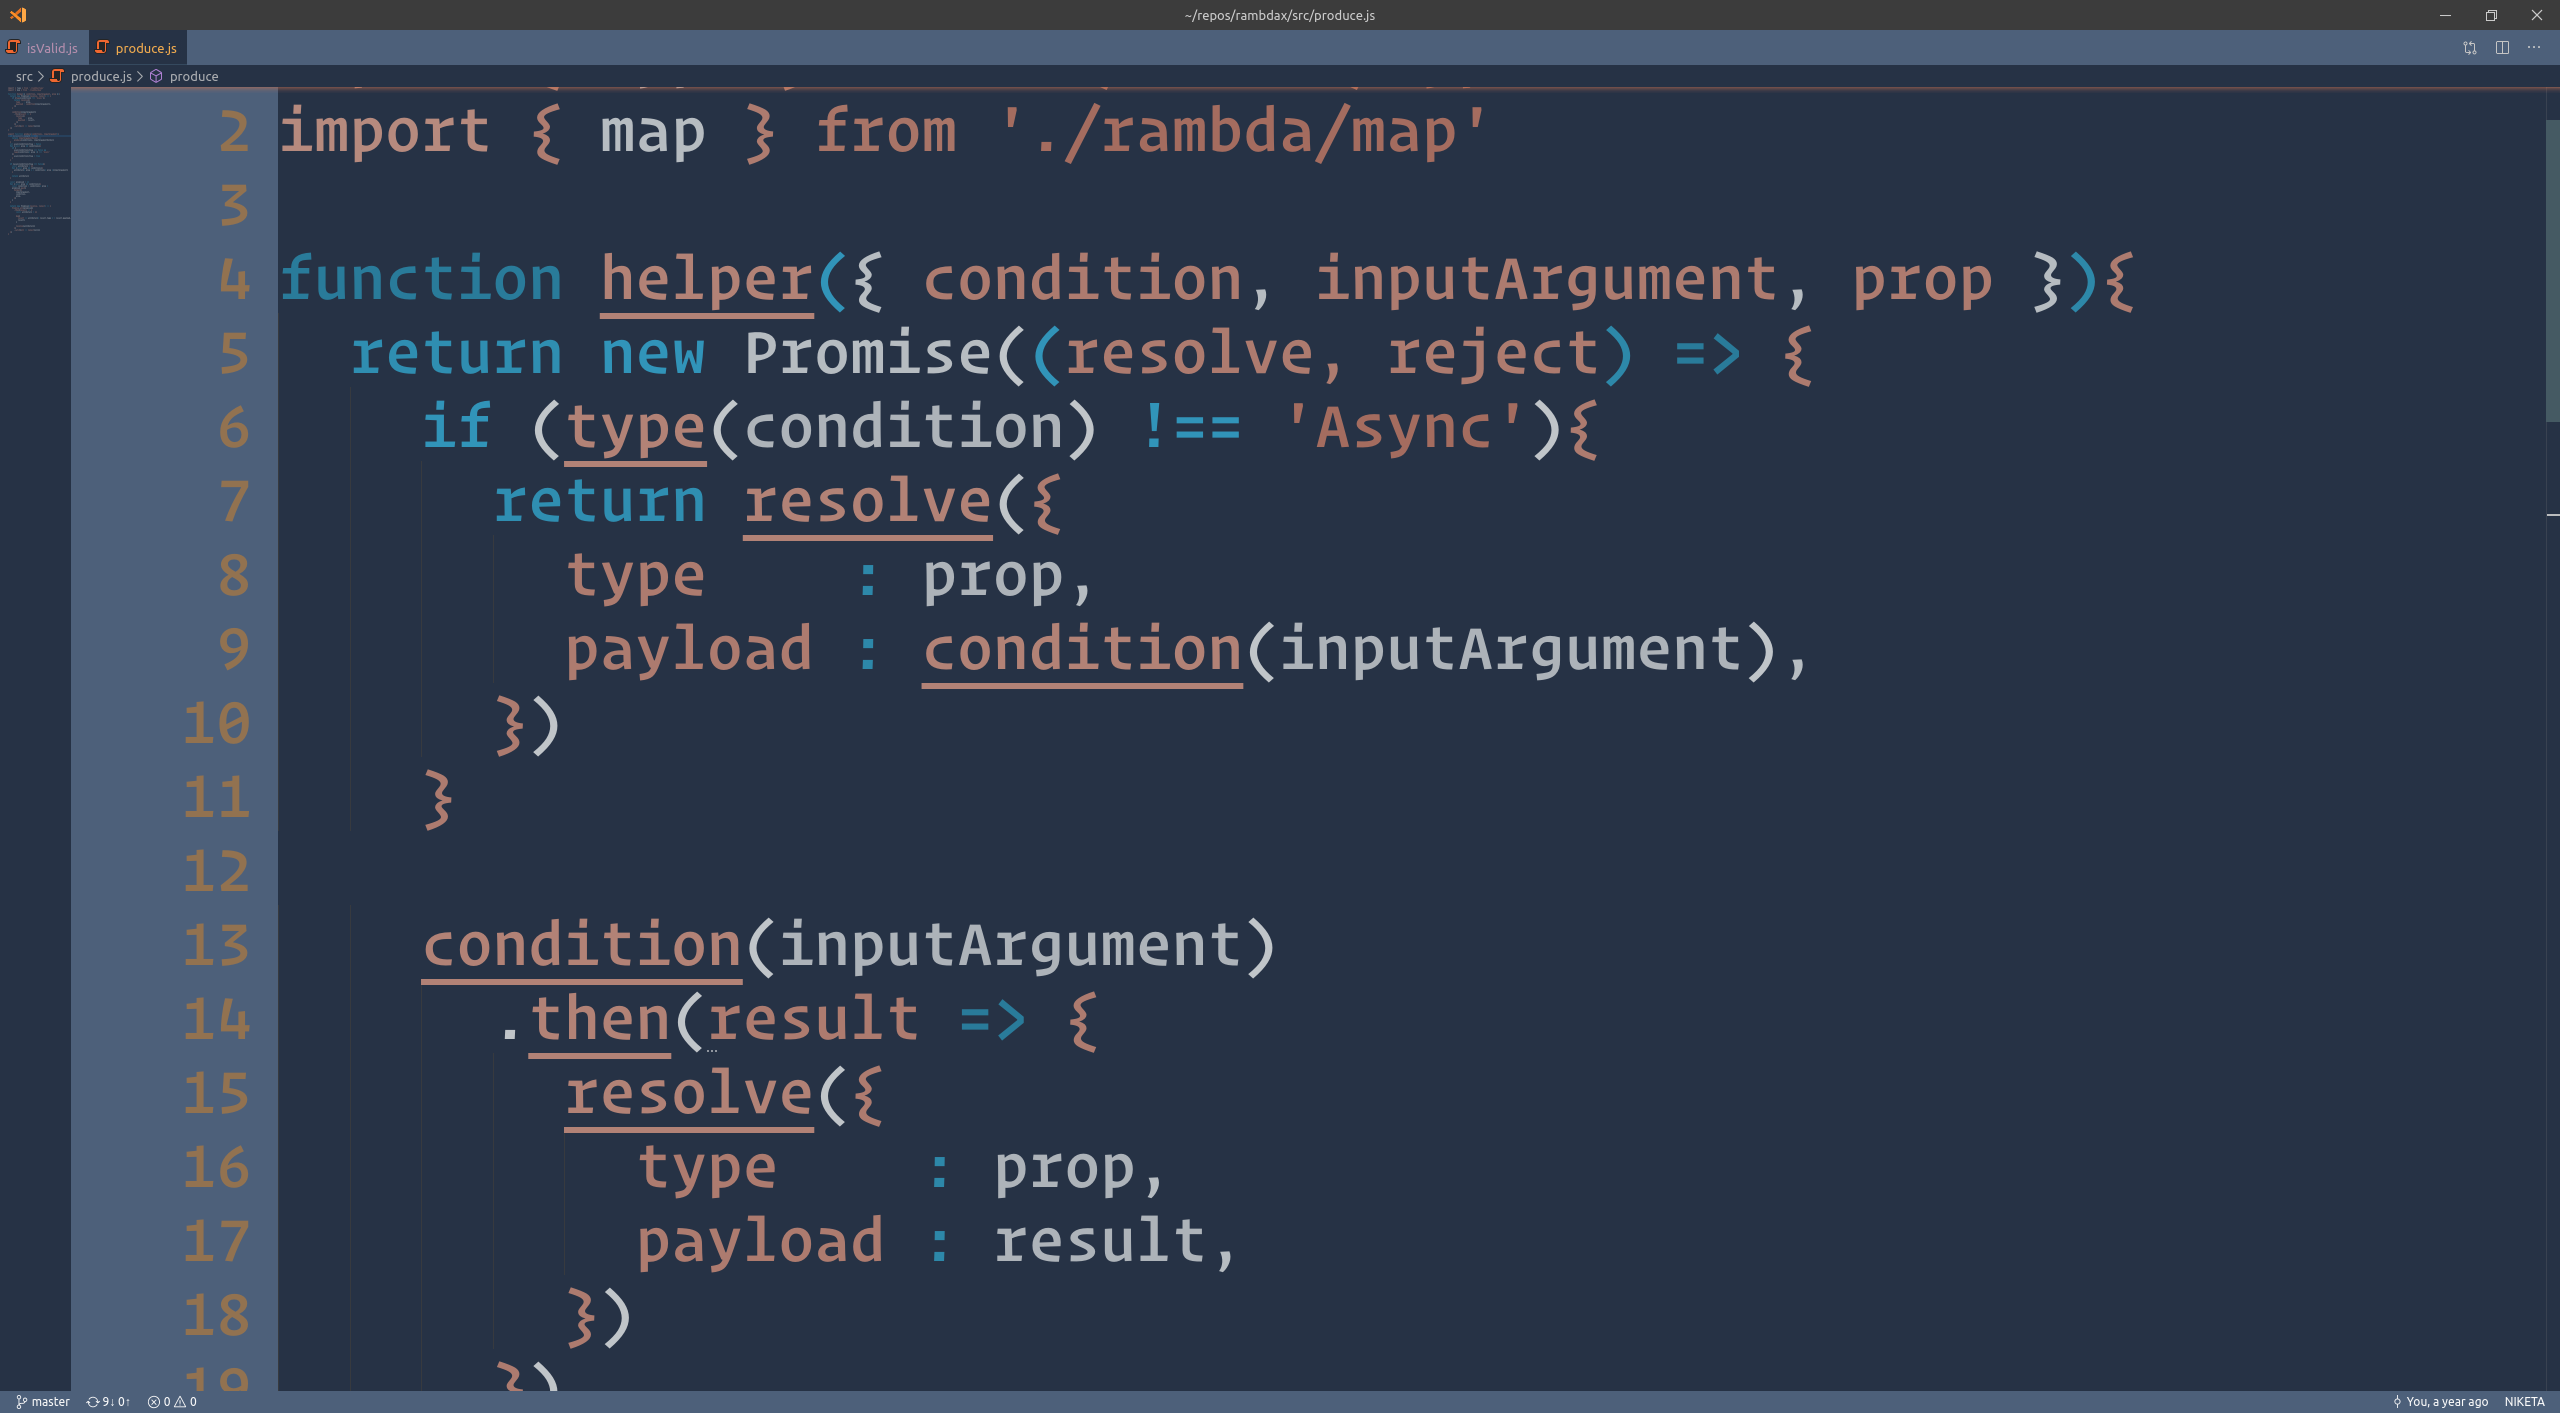 ~/repos/rambdax/src/produce.js
isValid.js produce.js
src produce.js produce
2 import { map } from './rambda/map'
3
4 function helper({ condition, inputArgument, prop }){
5 return new Promise((resolve, reject) => {
6 if (type(condition) !== 'Async'){
7 return resolve({
8 type : prop,
9 payload : condition(inputArgument),
10 })
11 }
12
13 condition(inputArgument)
14 .then(result => {
15 resolve({
16 type : prop,
17 payload : result,
18 })
19 })
master 9↓ 0↑ 0 0 You, a year ago NIKETA